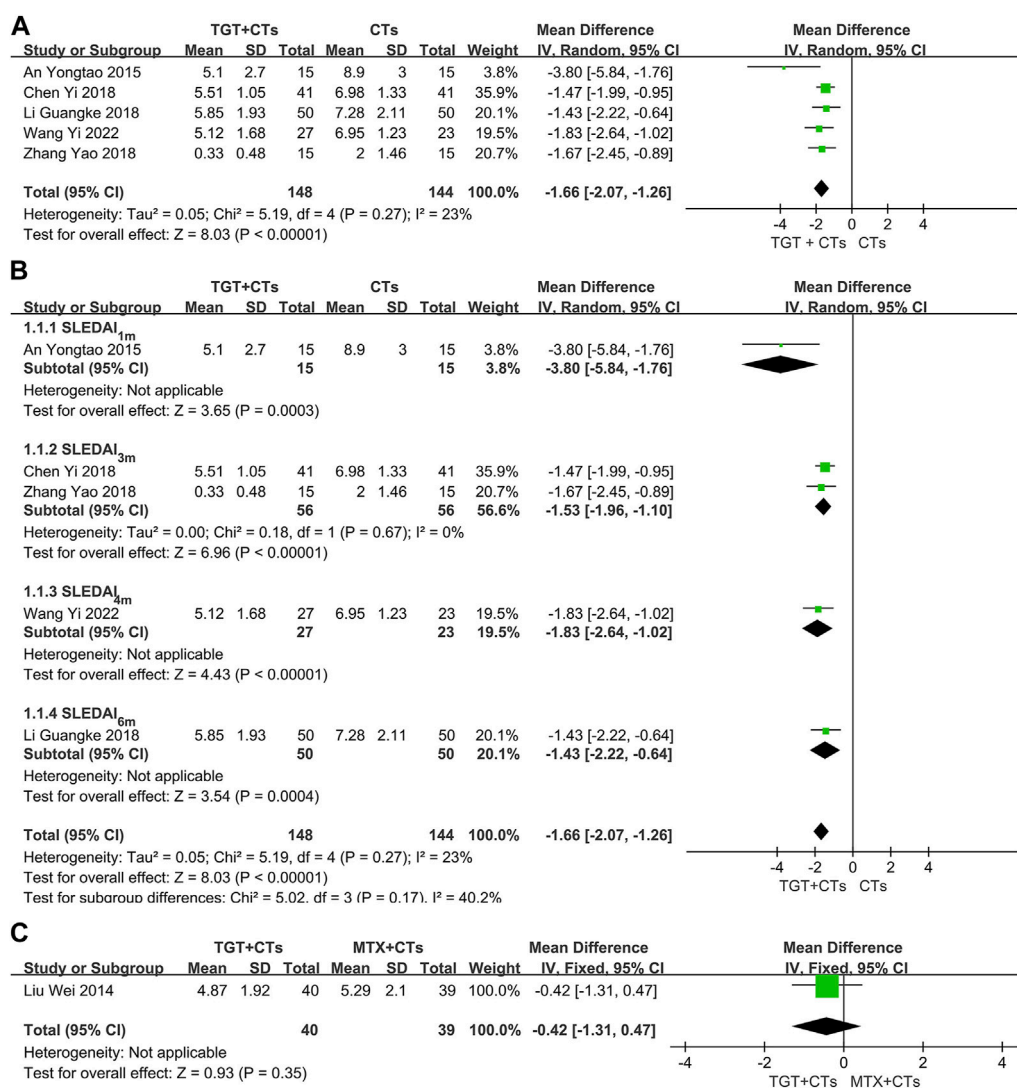 A
TGT+CTs CTs Mean Difference Mean Difference
Study or Subgroup Mean SD Total Mean SD Total Weight IV, Random, 95% CI IV, Random, 95% CI
An Yongtao 2015 5.1 2.7 15 8.9 3 15 3.8% -3.80 [-5.84, -1.76]
Chen Yi 2018 5.51 1.05 41 6.98 1.33 41 35.9% -1.47 [-1.99, -0.95]
Li Guangke 2018 5.85 1.93 50 7.28 2.11 50 20.1% -1.43 [-2.22, -0.64]
Wang Yi 2022 5.12 1.68 27 6.95 1.23 23 19.5% -1.83 [-2.64, -1.02]
Zhang Yao 2018 0.33 0.48 15 2 1.46 15 20.7% -1.67 [-2.45, -0.89]
Total (95% CI) 148 144 100.0% -1.66 [-2.07, -1.26]
Heterogeneity: Tau² = 0.05; Chi² = 5.19, df = 4 (P = 0.27); I² = 23%
Test for overall effect: Z = 8.03 (P < 0.00001)
-4 -2 0 2 4
TGT + CTs CTs
B
TGT+CTs CTs Mean Difference Mean Difference
Study or Subgroup Mean SD Total Mean SD Total Weight IV, Random, 95% CI IV, Random, 95% CI
1.1.1 SLEDAI1m
An Yongtao 2015 5.1 2.7 15 8.9 3 15 3.8% -3.80 [-5.84, -1.76]
Subtotal (95% CI) 15 15 3.8% -3.80 [-5.84, -1.76]
Heterogeneity: Not applicable
Test for overall effect: Z = 3.65 (P = 0.0003)
1.1.2 SLEDAI3m
Chen Yi 2018 5.51 1.05 41 6.98 1.33 41 35.9% -1.47 [-1.99, -0.95]
Zhang Yao 2018 0.33 0.48 15 2 1.46 15 20.7% -1.67 [-2.45, -0.89]
Subtotal (95% CI) 56 56 56.6% -1.53 [-1.96, -1.10]
Heterogeneity: Tau² = 0.00; Chi² = 0.18, df = 1 (P = 0.67); I² = 0%
Test for overall effect: Z = 6.96 (P < 0.00001)
1.1.3 SLEDAI4m
Wang Yi 2022 5.12 1.68 27 6.95 1.23 23 19.5% -1.83 [-2.64, -1.02]
Subtotal (95% CI) 27 23 19.5% -1.83 [-2.64, -1.02]
Heterogeneity: Not applicable
Test for overall effect: Z = 4.43 (P < 0.00001)
1.1.4 SLEDAI6m
Li Guangke 2018 5.85 1.93 50 7.28 2.11 50 20.1% -1.43 [-2.22, -0.64]
Subtotal (95% CI) 50 50 20.1% -1.43 [-2.22, -0.64]
Heterogeneity: Not applicable
Test for overall effect: Z = 3.54 (P = 0.0004)
Total (95% CI) 148 144 100.0% -1.66 [-2.07, -1.26]
Heterogeneity: Tau² = 0.05; Chi² = 5.19, df = 4 (P = 0.27); I² = 23%
Test for overall effect: Z = 8.03 (P < 0.00001)
Test for subgroup differences: Chi² = 5.02, df = 3 (P = 0.17), I² = 40.2%
-4 -2 0 2 4
TGT+CTs CTs
C
TGT+CTs MTX+CTs Mean Difference Mean Difference
Study or Subgroup Mean SD Total Mean SD Total Weight IV, Fixed, 95% CI IV, Fixed, 95% CI
Liu Wei 2014 4.87 1.92 40 5.29 2.1 39 100.0% -0.42 [-1.31, 0.47]
Total (95% CI) 40 39 100.0% -0.42 [-1.31, 0.47]
Heterogeneity: Not applicable
Test for overall effect: Z = 0.93 (P = 0.35)
-4 -2 0 2 4
TGT+CTs MTX+CTs